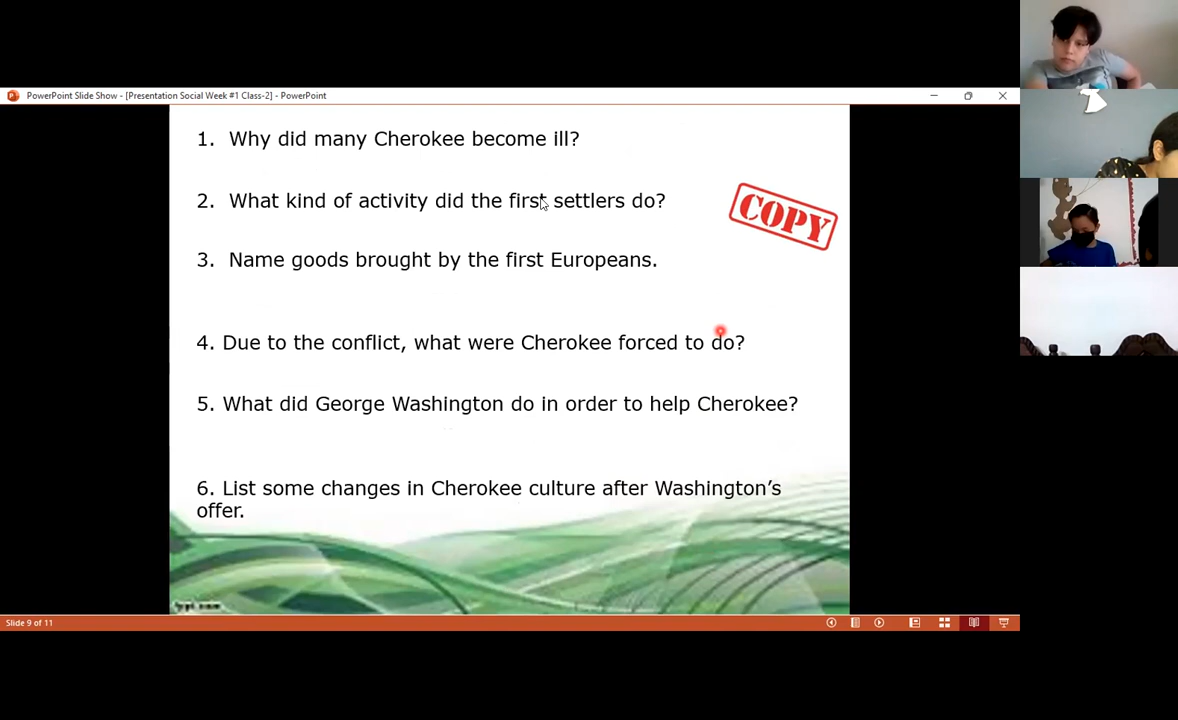 PowerPoint Slide Show - [Presentation Social Week #1 Class-2] - PowerPoint
1. Why did many Cherokee become ill?
2. What kind of activity did the first settlers do?
COPY
3. Name goods brought by the first Europeans.
4. Due to the conflict, what were Cherokee forced to do?
5. What did George Washington do in order to help Cherokee?
6. List some changes in Cherokee culture after Washington's
offer.
Slide 9 of 11